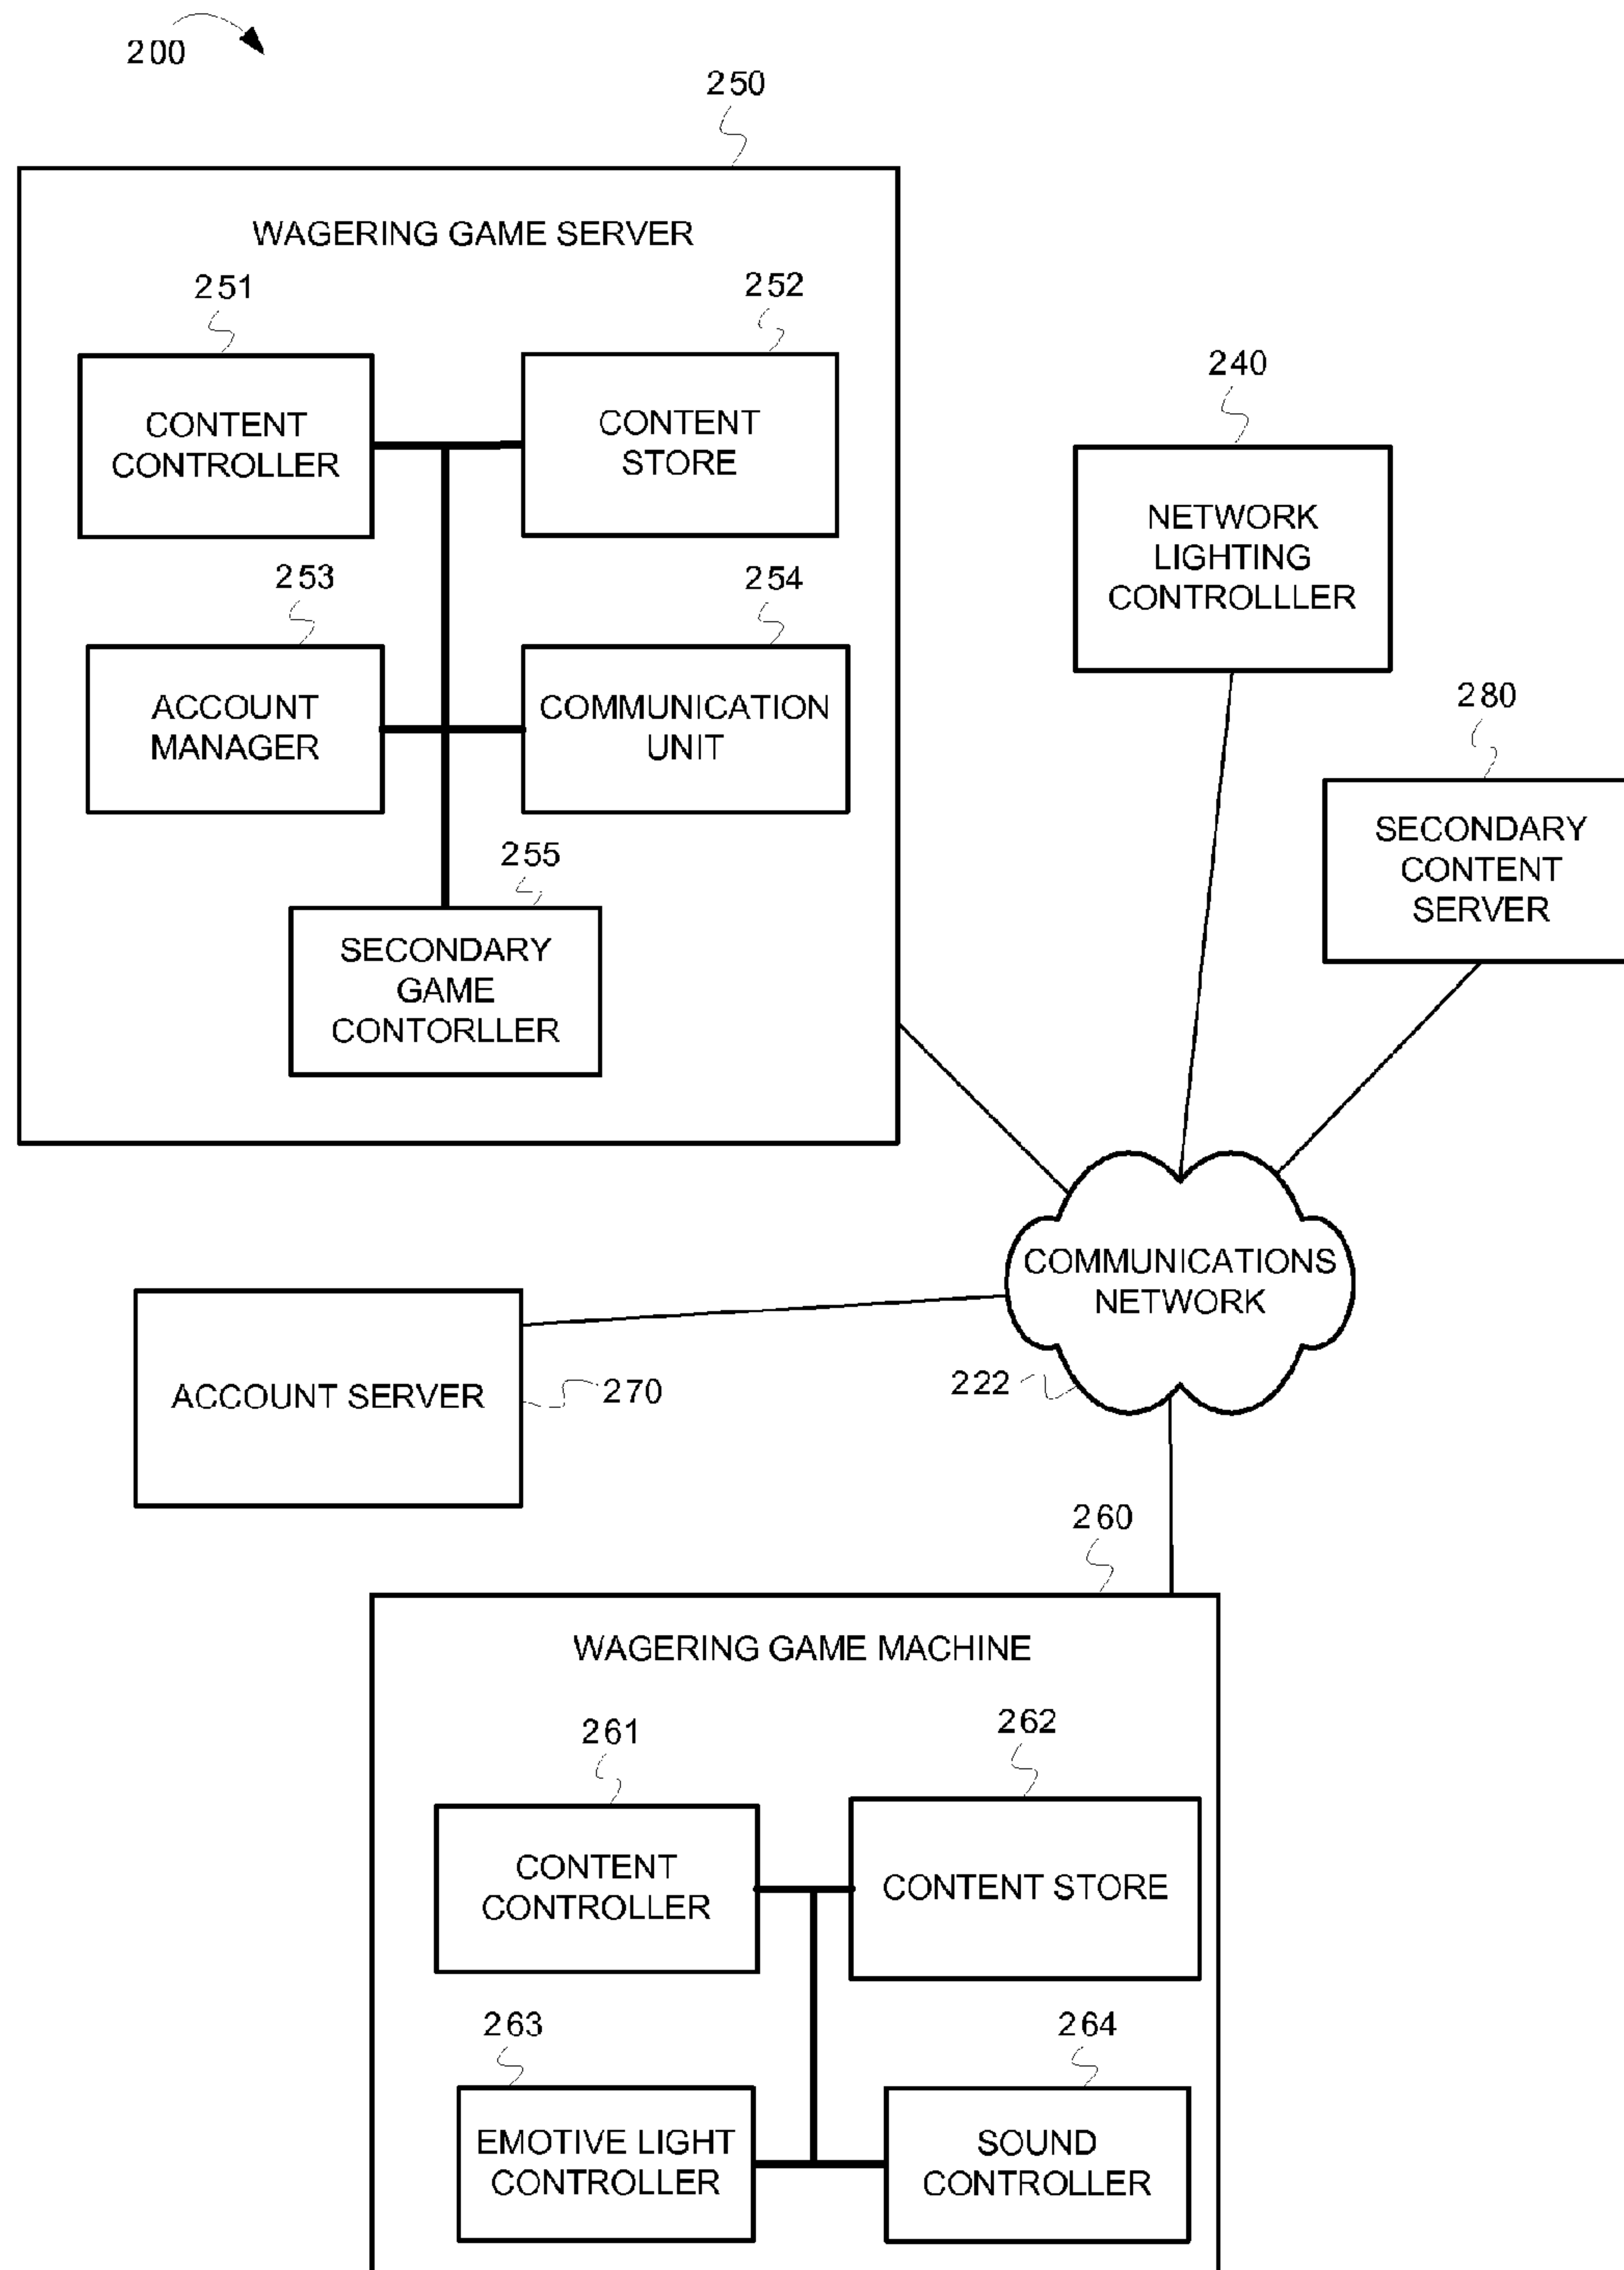 200
250
WAGERING GAME SERVER
251
252
CONTENT
CONTROLLER
CONTENT
STORE
253
254
ACCOUNT
MANAGER
COMMUNICATION
UNIT
255
SECONDARY
GAME
CONTORLLER
240
NETWORK
LIGHTING
CONTROLLLER
280
SECONDARY
CONTENT
SERVER
COMMUNICATIONS
NETWORK
222
ACCOUNT SERVER
270
260
WAGERING GAME MACHINE
261
262
CONTENT
CONTROLLER
CONTENT STORE
263
264
EMOTIVE LIGHT
CONTROLLER
SOUND
CONTROLLER